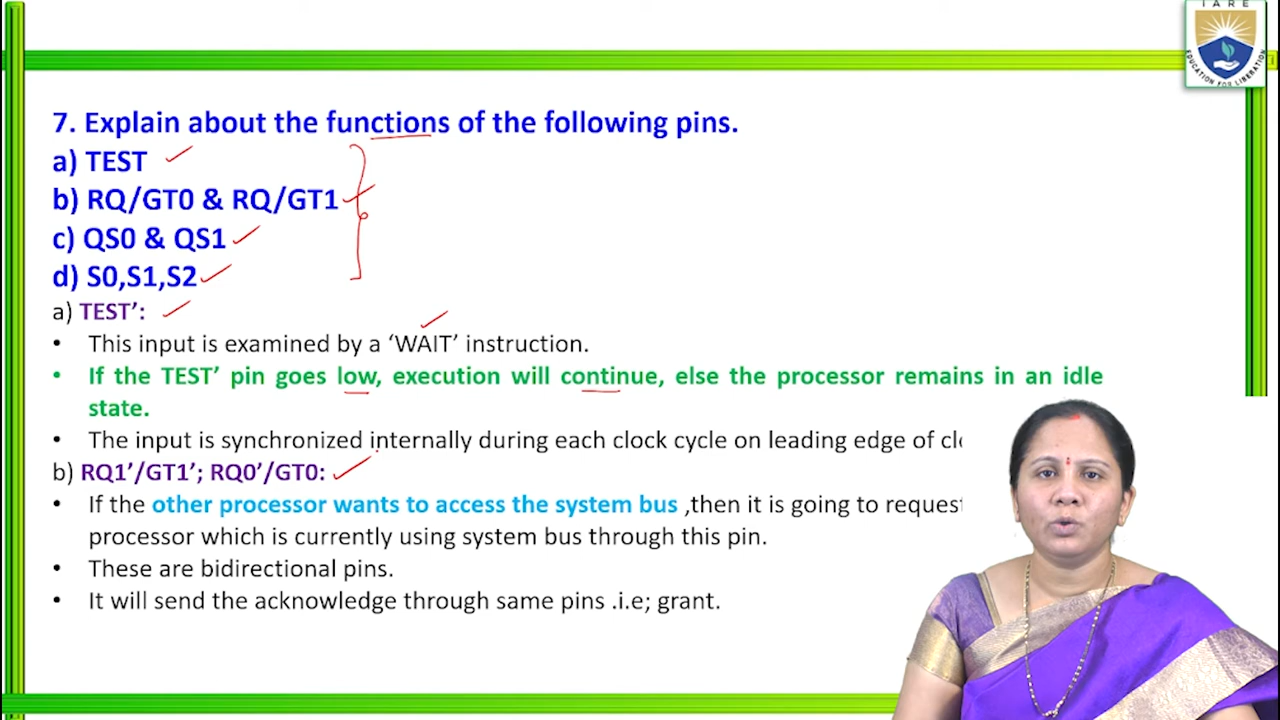 IARE
EDUCATION FOR LIBERATION
7. Explain about the functions of the following pins.
a) TEST
b) RQ/GT0 & RQ/GT1
c) QS0 & QS1
d) S0,S1,S2
a) TEST’:
• This input is examined by a ‘WAIT’ instruction.
• If the TEST’ pin goes low, execution will continue, else the processor remains in an idle
state.
• The input is synchronized internally during each clock cycle on leading edge of
b) RQ1’/GT1’; RQ0’/GT0:
• If the other processor wants to access the system bus ,then it is going to request
processor which is currently using system bus through this pin.
• These are bidirectional pins.
• It will send the acknowledge through same pins .i.e; grant.